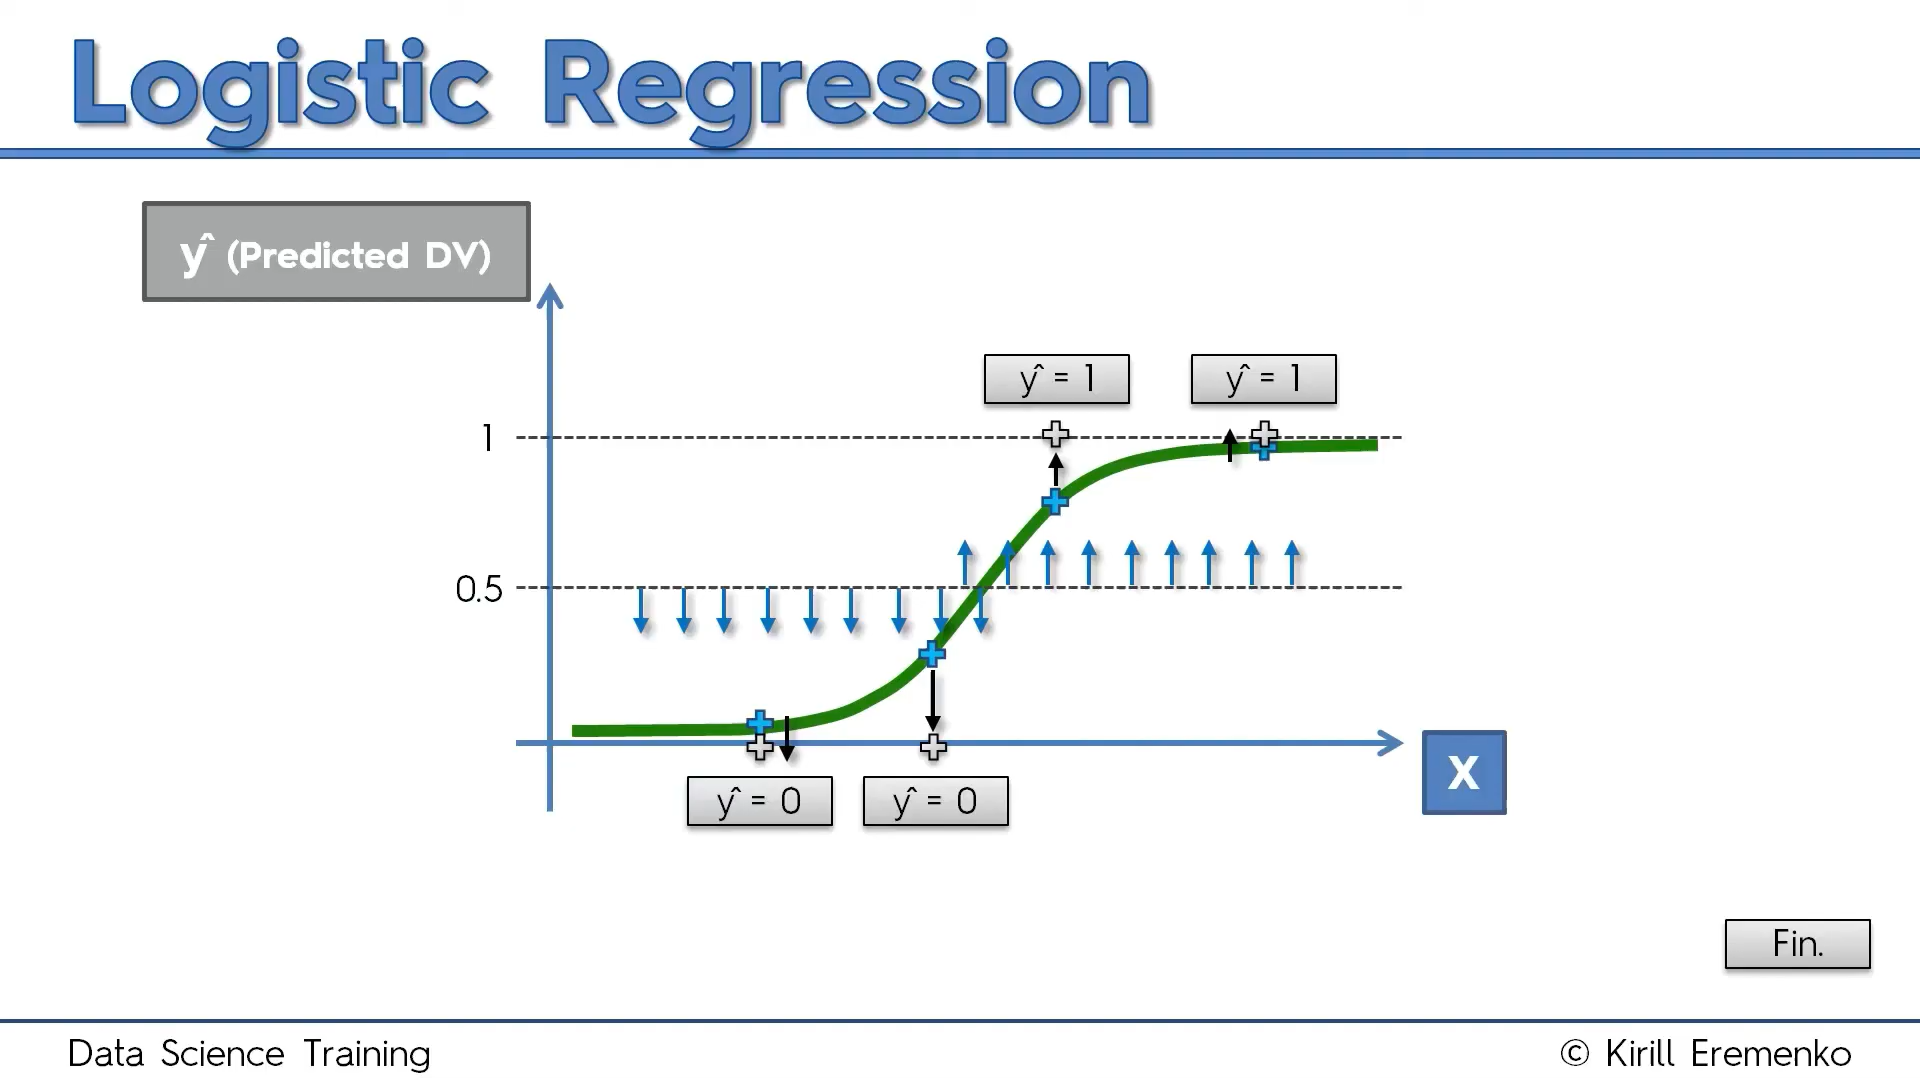 Logistic Regression
ŷ (Predicted DV)
ŷ = 1
ŷ = 1
1
0.5
X
ŷ = 0
ŷ = 0
Fin.
Data Science Training
© Kirill Eremenko